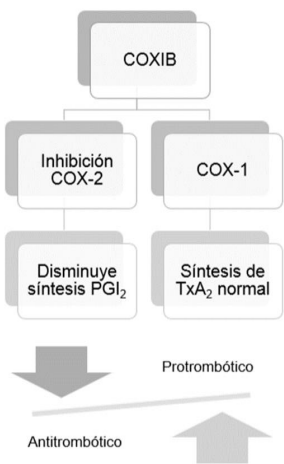 COXIB
Inhibición
COX-2
COX-1
Disminuye
síntesis PGI₂
Síntesis de
TxA₂ normal
Protrombótico
Antitrombótico